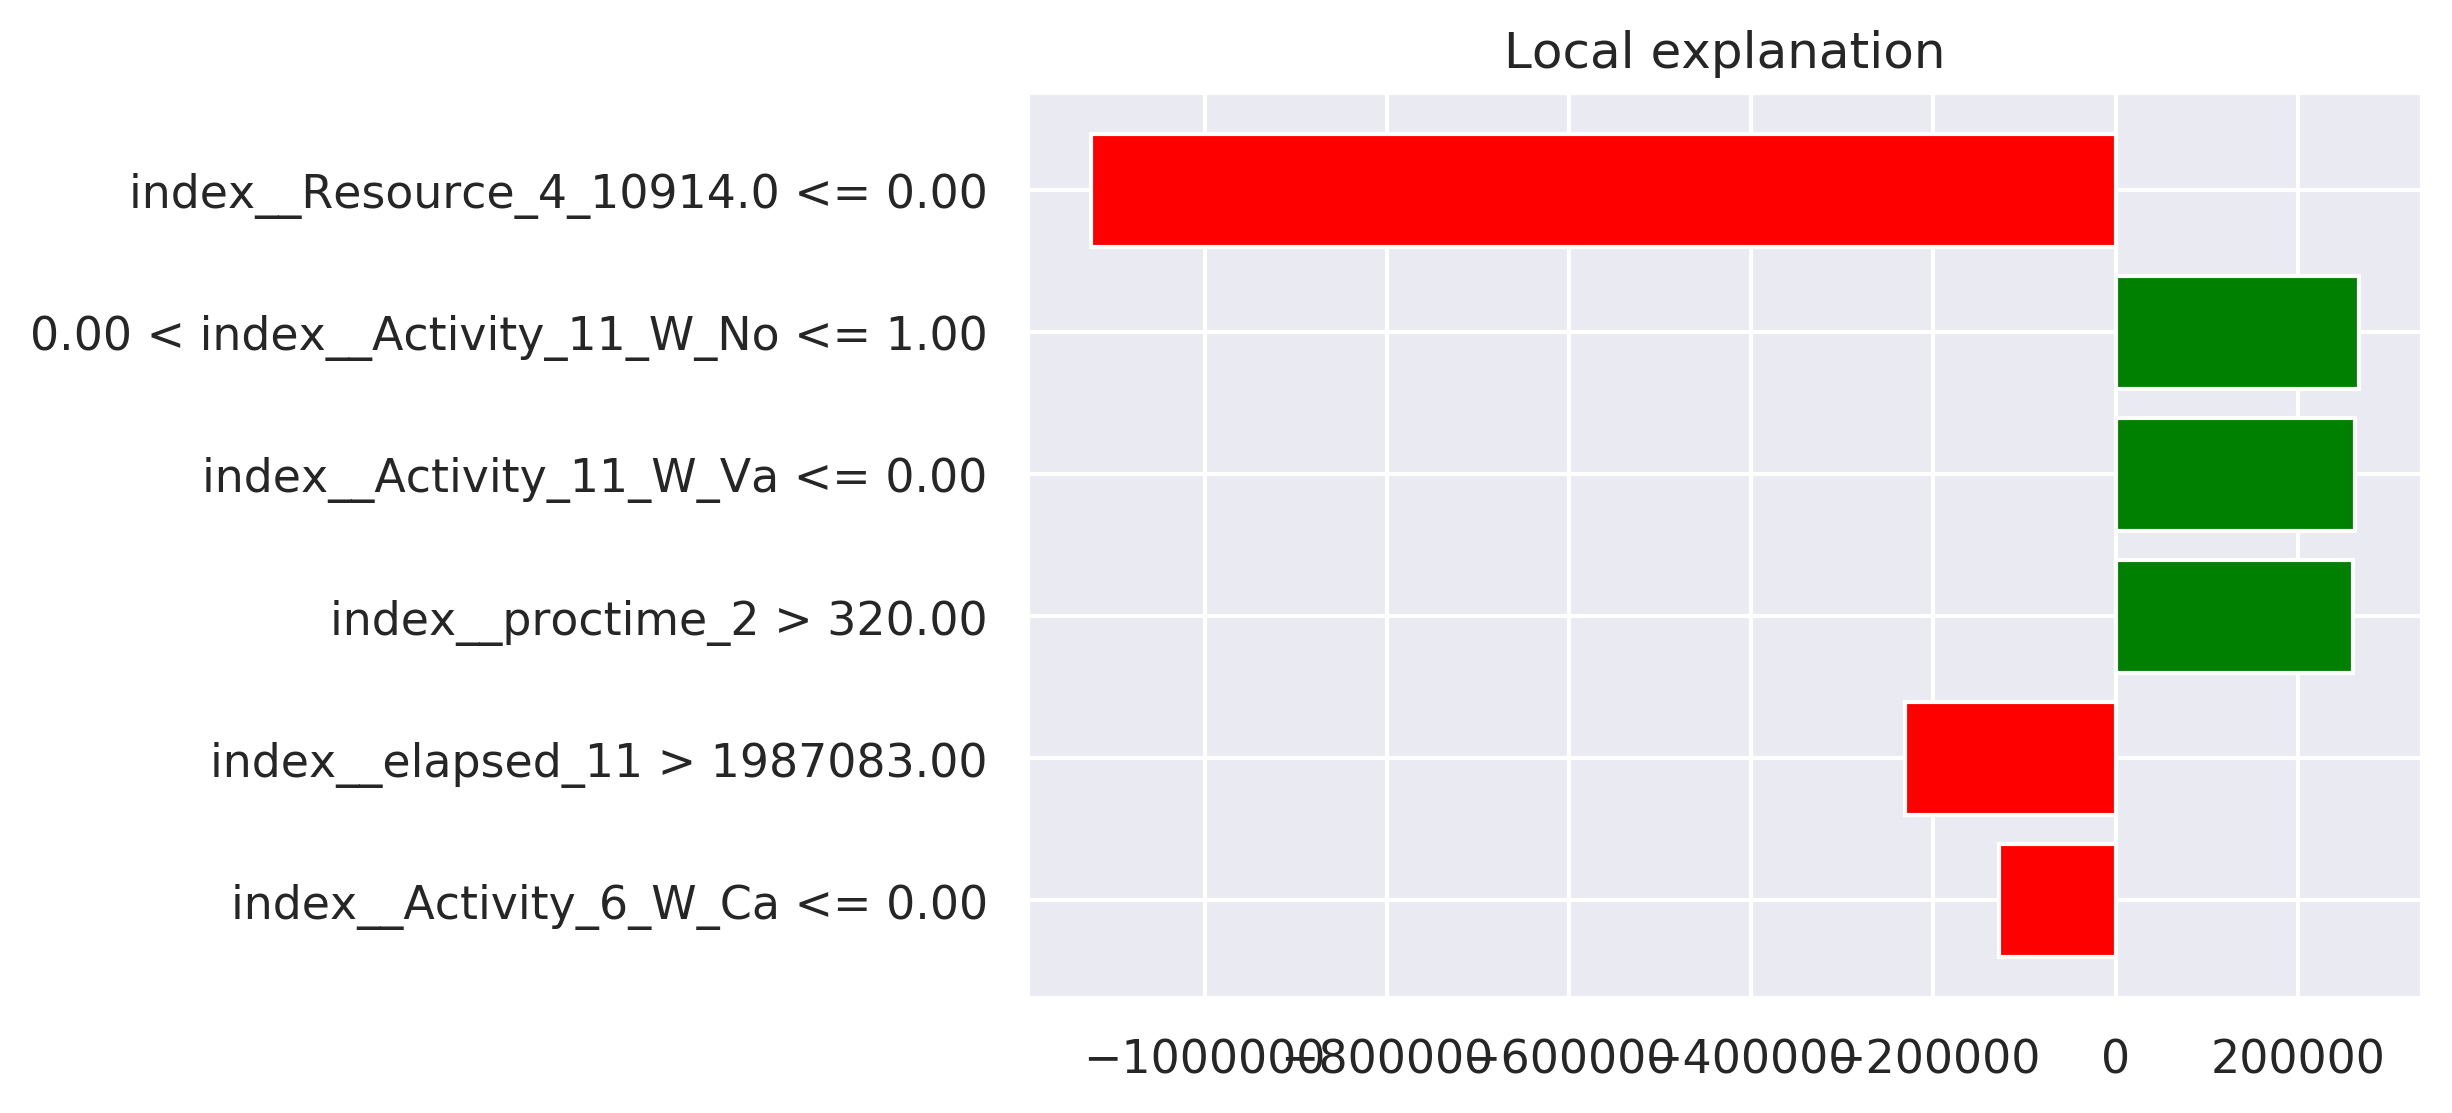 Local explanation
index__Resource_4_10914.0 <= 0.00
0.00 < index__Activity_11_W_No <= 1.00
index__Activity_11_W_Va <= 0.00
index__proctime_2 > 320.00
index__elapsed_11 > 1987083.00
index__Activity_6_W_Ca <= 0.00
−1000000 −800000 −600000 −400000 −200000 0 200000